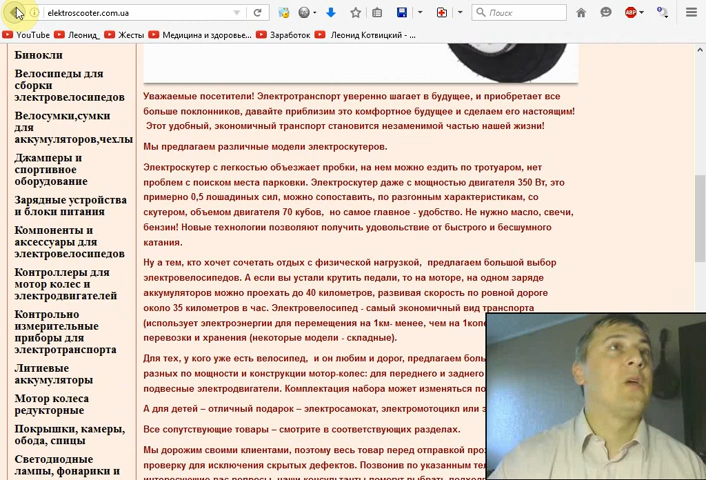 elektroscooter.com.ua
Поиск
ABP
YouTube Леонид_ Жесты Медицина и здоровье... Заработок Леонид Котвицкий - ...
Бинокли
Велосипеды для
сборки
электровелосипедов
Велосумки,сумки
для
аккумуляторов,чехлы
Джамперы и
спортивное
оборудование
Зарядные устройства
и блоки питания
Компоненты и
аксессуары для
электровелосипедов
Контроллеры для
мотор колес и
электродвигателей
Контрольно
измерительные
приборы для
электротранспорта
Литиевые
аккумуляторы
Мотор колеса
редукторные
Покрышки, камеры,
обода, спицы
Светодиодные
лампы, фонарики и
Уважаемые посетители! Электротранспорт уверенно шагает в будущее, и приобретает все
больше поклонников, давайте приблизим это комфортное будущее и сделаем его настоящим!
Этот удобный, экономичный транспорт становится незаменимой частью нашей жизни!
Мы предлагаем различные модели электроскутеров.
Электроскутер с легкостью объезжает пробки, на нем можно ездить по тротуарам, нет
проблем с поиском места парковки. Электроскутер даже с мощностью двигателя 350 Вт, это
примерно 0,5 лошадиных сил, можно сопоставить, по разгонным характеристикам, со
скутером, объемом двигателя 70 кубов, но самое главное - удобство. Не нужно масло, свечи,
бензин! Новые технологии позволяют получить удовольствие от быстрого и бесшумного
катания.
Ну а тем, кто хочет сочетать отдых с физической нагрузкой, предлагаем большой выбор
электровелосипедов. А если вы устали крутить педали, то на моторе, на одном заряде
аккумуляторов можно проехать до 40 километров, развивая скорость по ровной дороге
около 35 километров в час. Электровелосипед - самый экономичный вид транспорта
(использует электроэнергии для перемещения на 1км- менее, чем на 1копе
перевозки и хранения (некоторые модели - складные).
Для тех, у кого уже есть велосипед, и он любим и дорог, предлагаем боль
разных по мощности и конструкции мотор-колес: для переднего и заднего
подвесные электродвигатели. Комплектация набора может изменяться по
А для детей – отличный подарок – электросамокат, электромотоцикл или э
Все сопутствующие товары – смотрите в соответствующих разделах.
Мы дорожим своими клиентами, поэтому весь товар перед отправкой прох
проверку для исключения скрытых дефектов. Позвонив по указанным тел